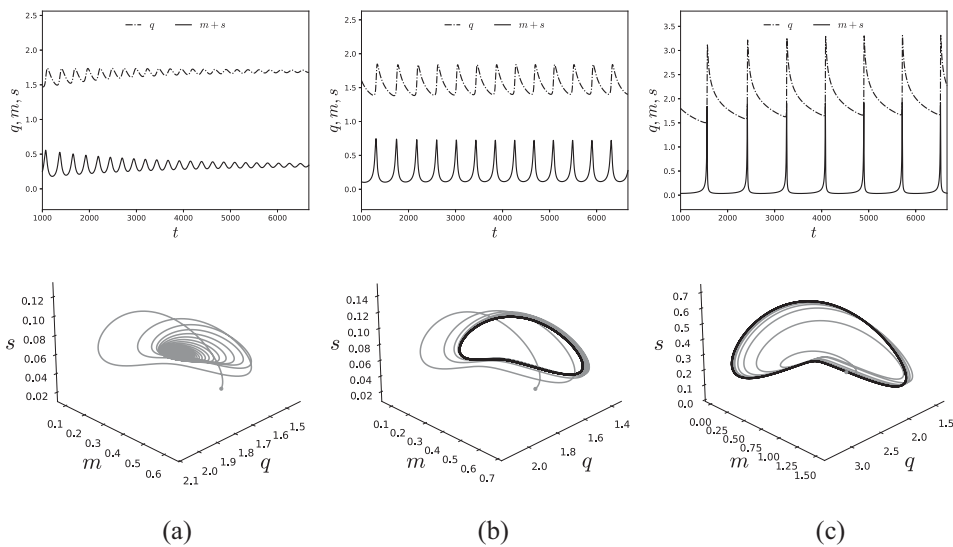 q m + s
q m + s
q m + s
2.5
2.0
1.5
1.0
0.5
0.0
q, m, s
1000 2000 3000 4000 5000 6000
t
2.5
2.0
1.5
1.0
0.5
0.0
q, m, s
1000 2000 3000 4000 5000 6000
t
3.5
3.0
2.5
2.0
1.5
1.0
0.5
0.0
q, m, s
1000 2000 3000 4000 5000 6000
t
0.12
0.10
0.08
0.06
0.04
0.02
s
0.1 0.2 0.3 0.4 0.5 0.6
m
2.1 2.0 1.9 1.8 1.7 1.6 1.5
q
0.14
0.12
0.10
0.08
0.06
0.04
0.02
s
0.1 0.2 0.3 0.4 0.5 0.6 0.7
m
2.0 1.8 1.6 1.4
q
0.7
0.6
0.5
0.4
0.3
0.2
0.1
0.0
s
0.00 0.25 0.50 0.75 1.00 1.25 1.50
m
3.0 2.5 2.0 1.5
q
(a) (b) (c)